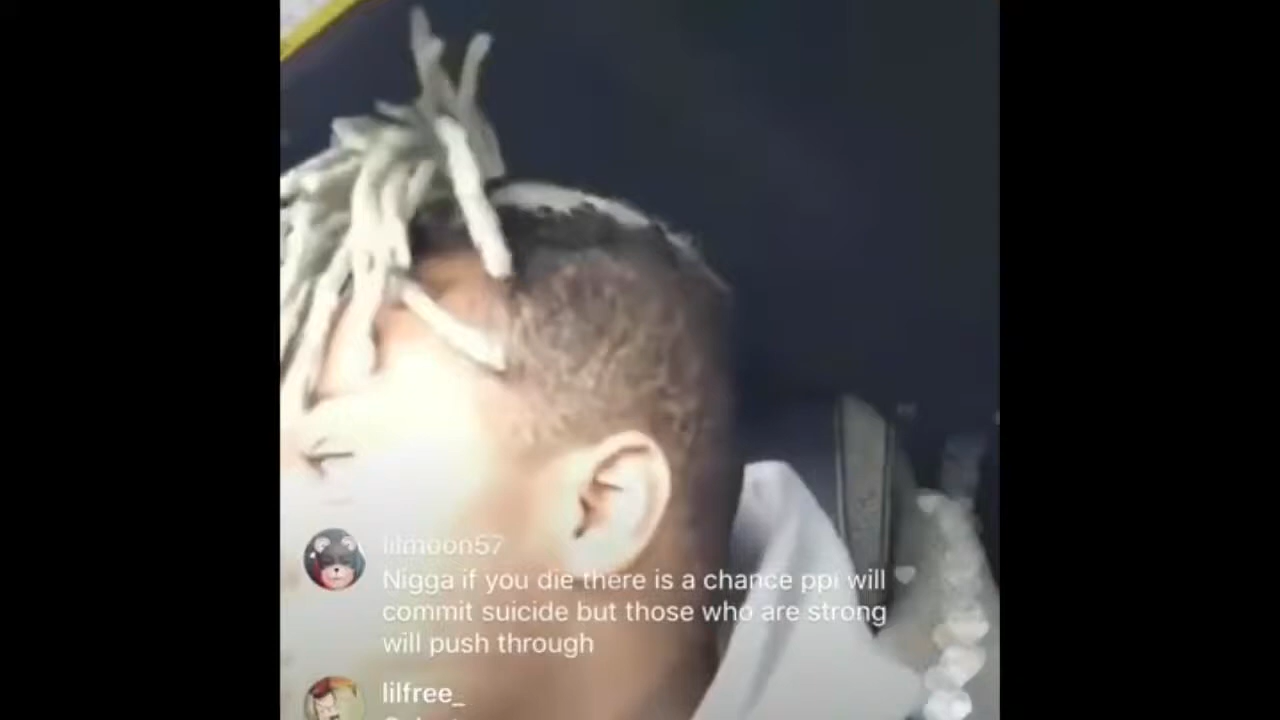 lilmoon57
Nigga if you die there is a chance ppl will
commit suicide but those who are strong
will push through
lilfree_